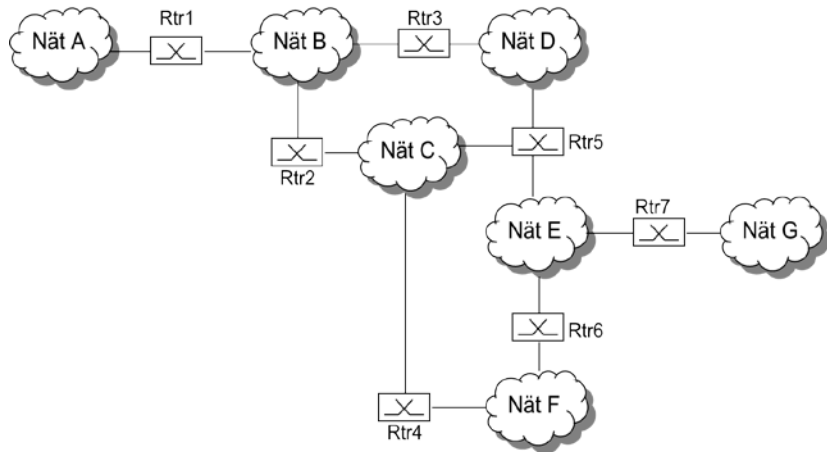 Rtr1
Rtr3
Nät A
Nät B
Nät D
Nät C
Rtr5
Rtr2
Rtr7
Nät E
Nät G
Rtr6
Nät F
Rtr4